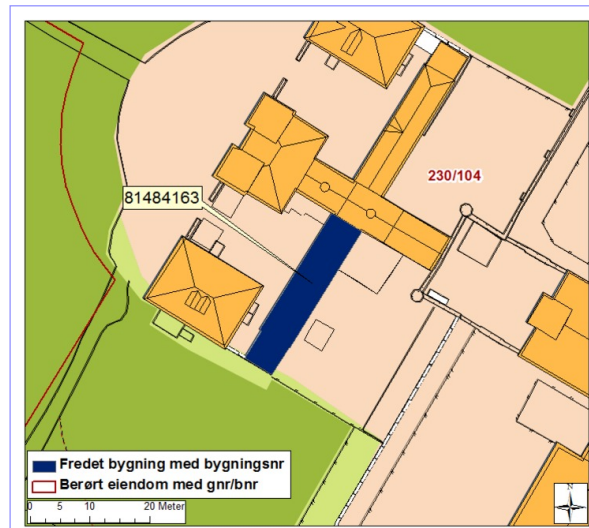 230/104
81484163
Fredet bygning med bygningsnr
Berørt eiendom med gnr/bnr
0 5 10 20 Meter